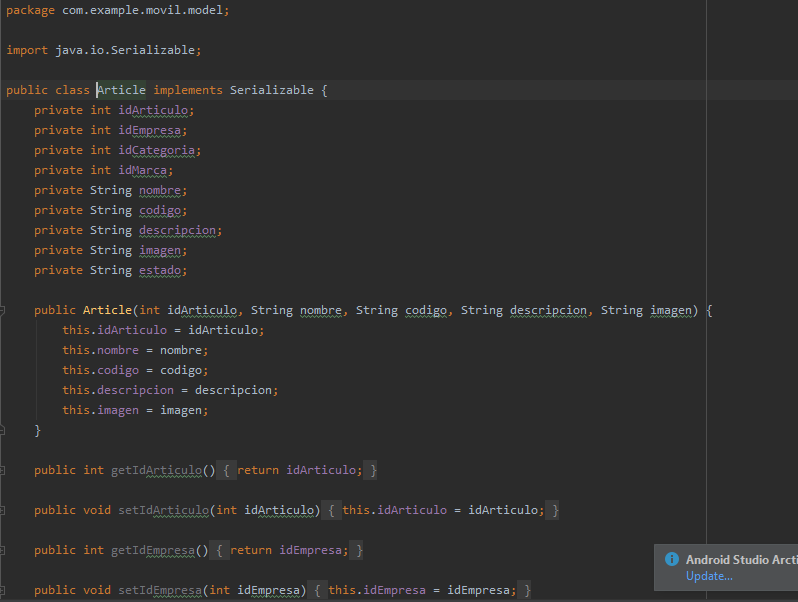 package com.example.movil.model;
import java.io.Serializable;
public class Article implements Serializable {
private int idArticulo;
private int idEmpresa;
private int idCategoria;
private int idMarca;
private String nombre;
private String codigo;
private String descripcion;
private String imagen;
private String estado;
public Article(int idArticulo, String nombre, String codigo, String descripcion, String imagen) {
this.idArticulo = idArticulo;
this.nombre = nombre;
this.codigo = codigo;
this.descripcion = descripcion;
this.imagen = imagen;
}
public int getIdArticulo() { return idArticulo; }
public void setIdArticulo(int idArticulo) { this.idArticulo = idArticulo; }
public int getIdEmpresa() { return idEmpresa; }
public void setIdEmpresa(int idEmpresa) { this.idEmpresa = idEmpresa; }
Android Studio Arcti
Update...